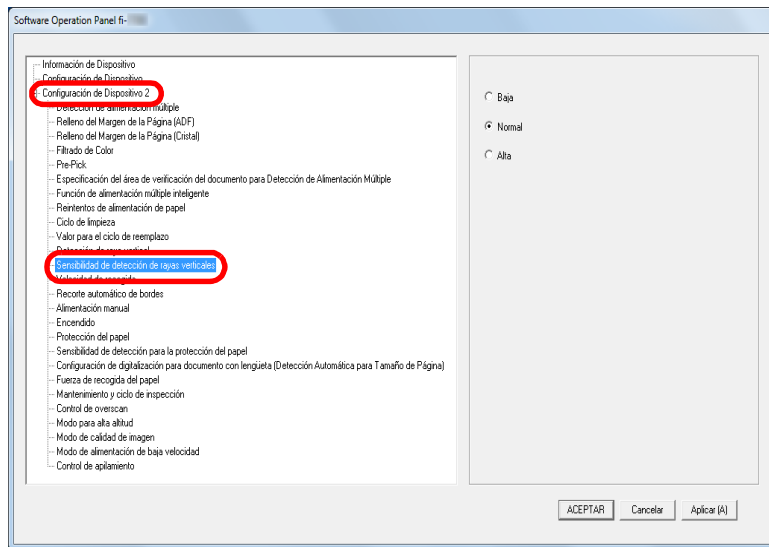 Software Operation Panel fi-
Información de Dispositivo
Configuración de Dispositivo
Configuración de Dispositivo 2
Detección de alimentación múltiple
Relleno del Margen de la Página (ADF)
Relleno del Margen de la Página (Cristal)
Filtrado de Color
Pre-Pick
Especificación del área de verificación del documento para Detección de Alimentación Múltiple
Función de alimentación múltiple inteligente
Reintentos de alimentación de papel
Ciclo de limpieza
Valor para el ciclo de reemplazo
Detección de raya vertical
Sensibilidad de detección de rayas verticales
Velocidad de recogida
Recorte automático de bordes
Alimentación manual
Encendido
Protección del papel
Sensibilidad de detección para la protección del papel
Configuración de digitalización para documento con lengüeta (Detección Automática para Tamaño de Página)
Fuerza de recogida del papel
Mantenimiento y ciclo de inspección
Control de overscan
Modo para alta altitud
Modo de calidad de imagen
Modo de alimentación de baja velocidad
Control de apilamiento
Baja
Normal
Alta
ACEPTAR Cancelar Aplicar (A)